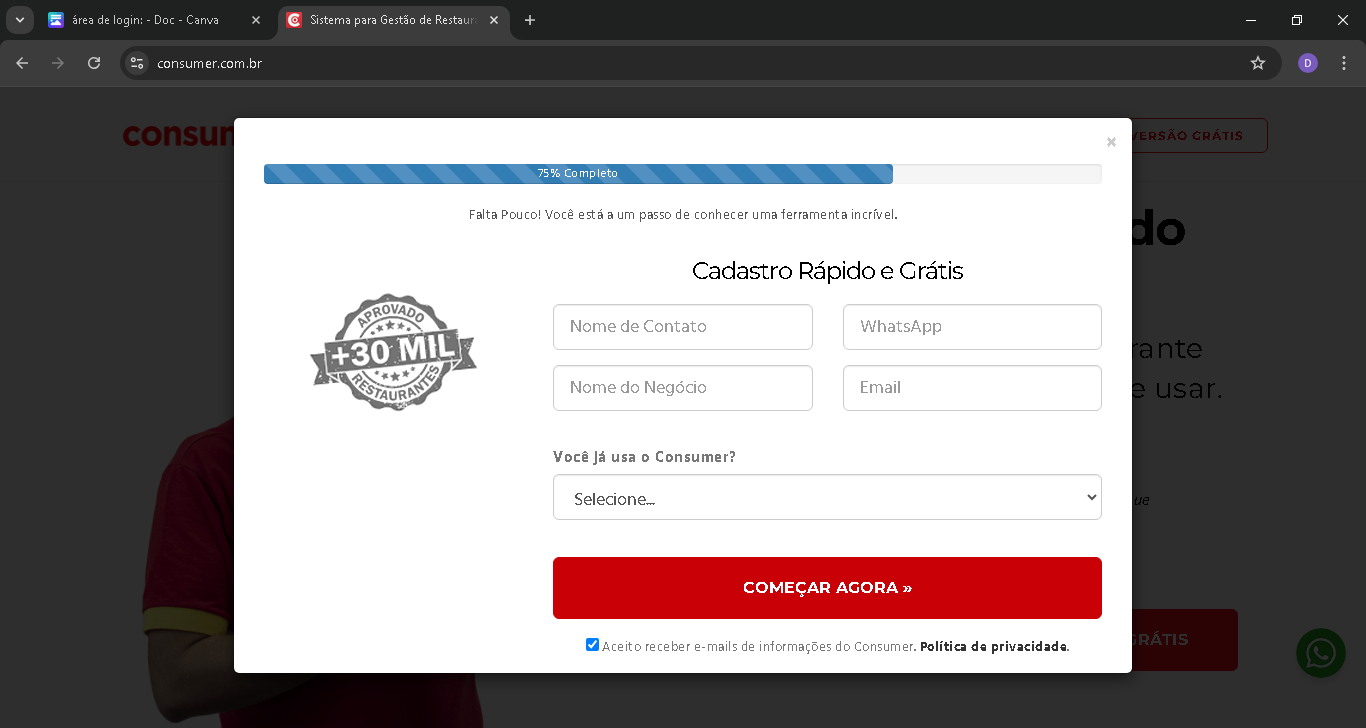 área de login: - Doc - Canva
Sistema para Gestão de Restaura
consumer.com.br
D
consum
VERSÃO GRÁTIS
×
75% Completo
Falta Pouco! Você está a um passo de conhecer uma ferramenta incrível.
do
Cadastro Rápido e Grátis
APROVADO
+30 MIL
RESTAURANTES
Nome de Contato
WhatsApp
rante
Nome do Negócio
Email
e usar.
Você já usa o Consumer?
Selecione...
ue
COMEÇAR AGORA »
GRÁTIS
Aceito receber e-mails de informações do Consumer. Política de privacidade.